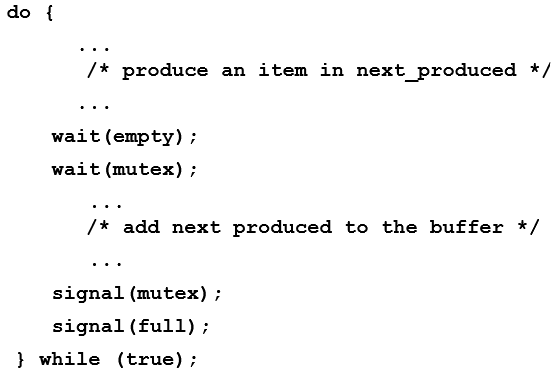 do {
...
/* produce an item in next_produced */
...
wait(empty);
wait(mutex);
...
/* add next produced to the buffer */
...
signal(mutex);
signal(full);
} while (true);